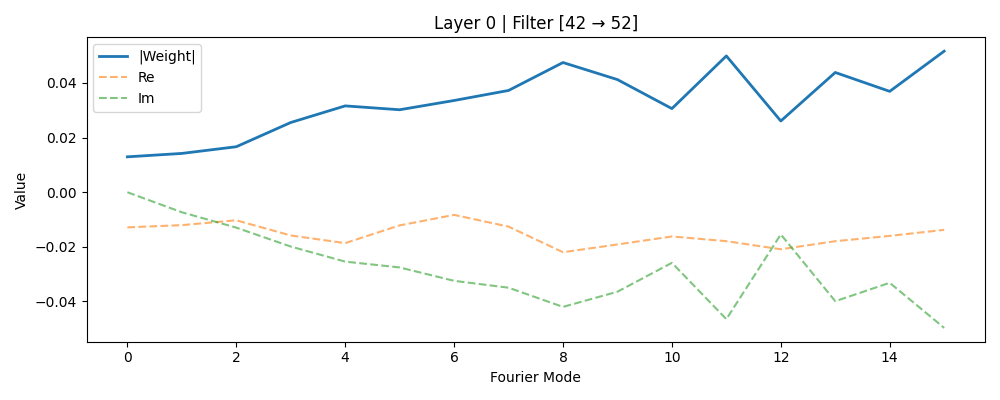 Layer 0 | Filter [42 → 52]
|Weight|
Re
Im
Value
0.04
0.02
0.00
−0.02
−0.04
0 2 4 6 8 10 12 14
Fourier Mode